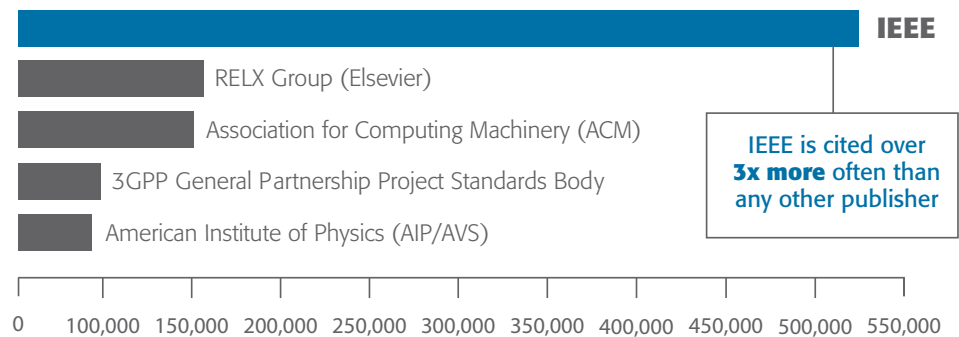 IEEE
RELX Group (Elsevier)
Association for Computing Machinery (ACM)
3GPP General Partnership Project Standards Body
American Institute of Physics (AIP/AVS)
IEEE is cited over
3x more often than
any other publisher
0 100,000 150,000 200,000 250,000 300,000 350,000 400,000 450,000 500,000 550,000